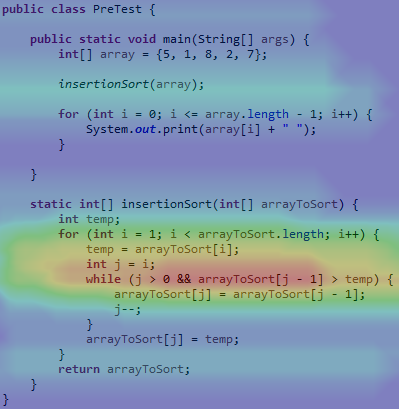 public class PreTest {
public static void main(String[] args) {
int[] array = {5, 1, 8, 2, 7};
insertionSort(array);
for (int i = 0; i <= array.length - 1; i++) {
System.out.print(array[i] + " ");
}
}
static int[] insertionSort(int[] arrayToSort) {
int temp;
for (int i = 1; i < arrayToSort.length; i++) {
temp = arrayToSort[i];
int j = i;
while (j > 0 && arrayToSort[j - 1] > temp) {
arrayToSort[j] = arrayToSort[j - 1];
j--;
}
arrayToSort[j] = temp;
}
return arrayToSort;
}
}